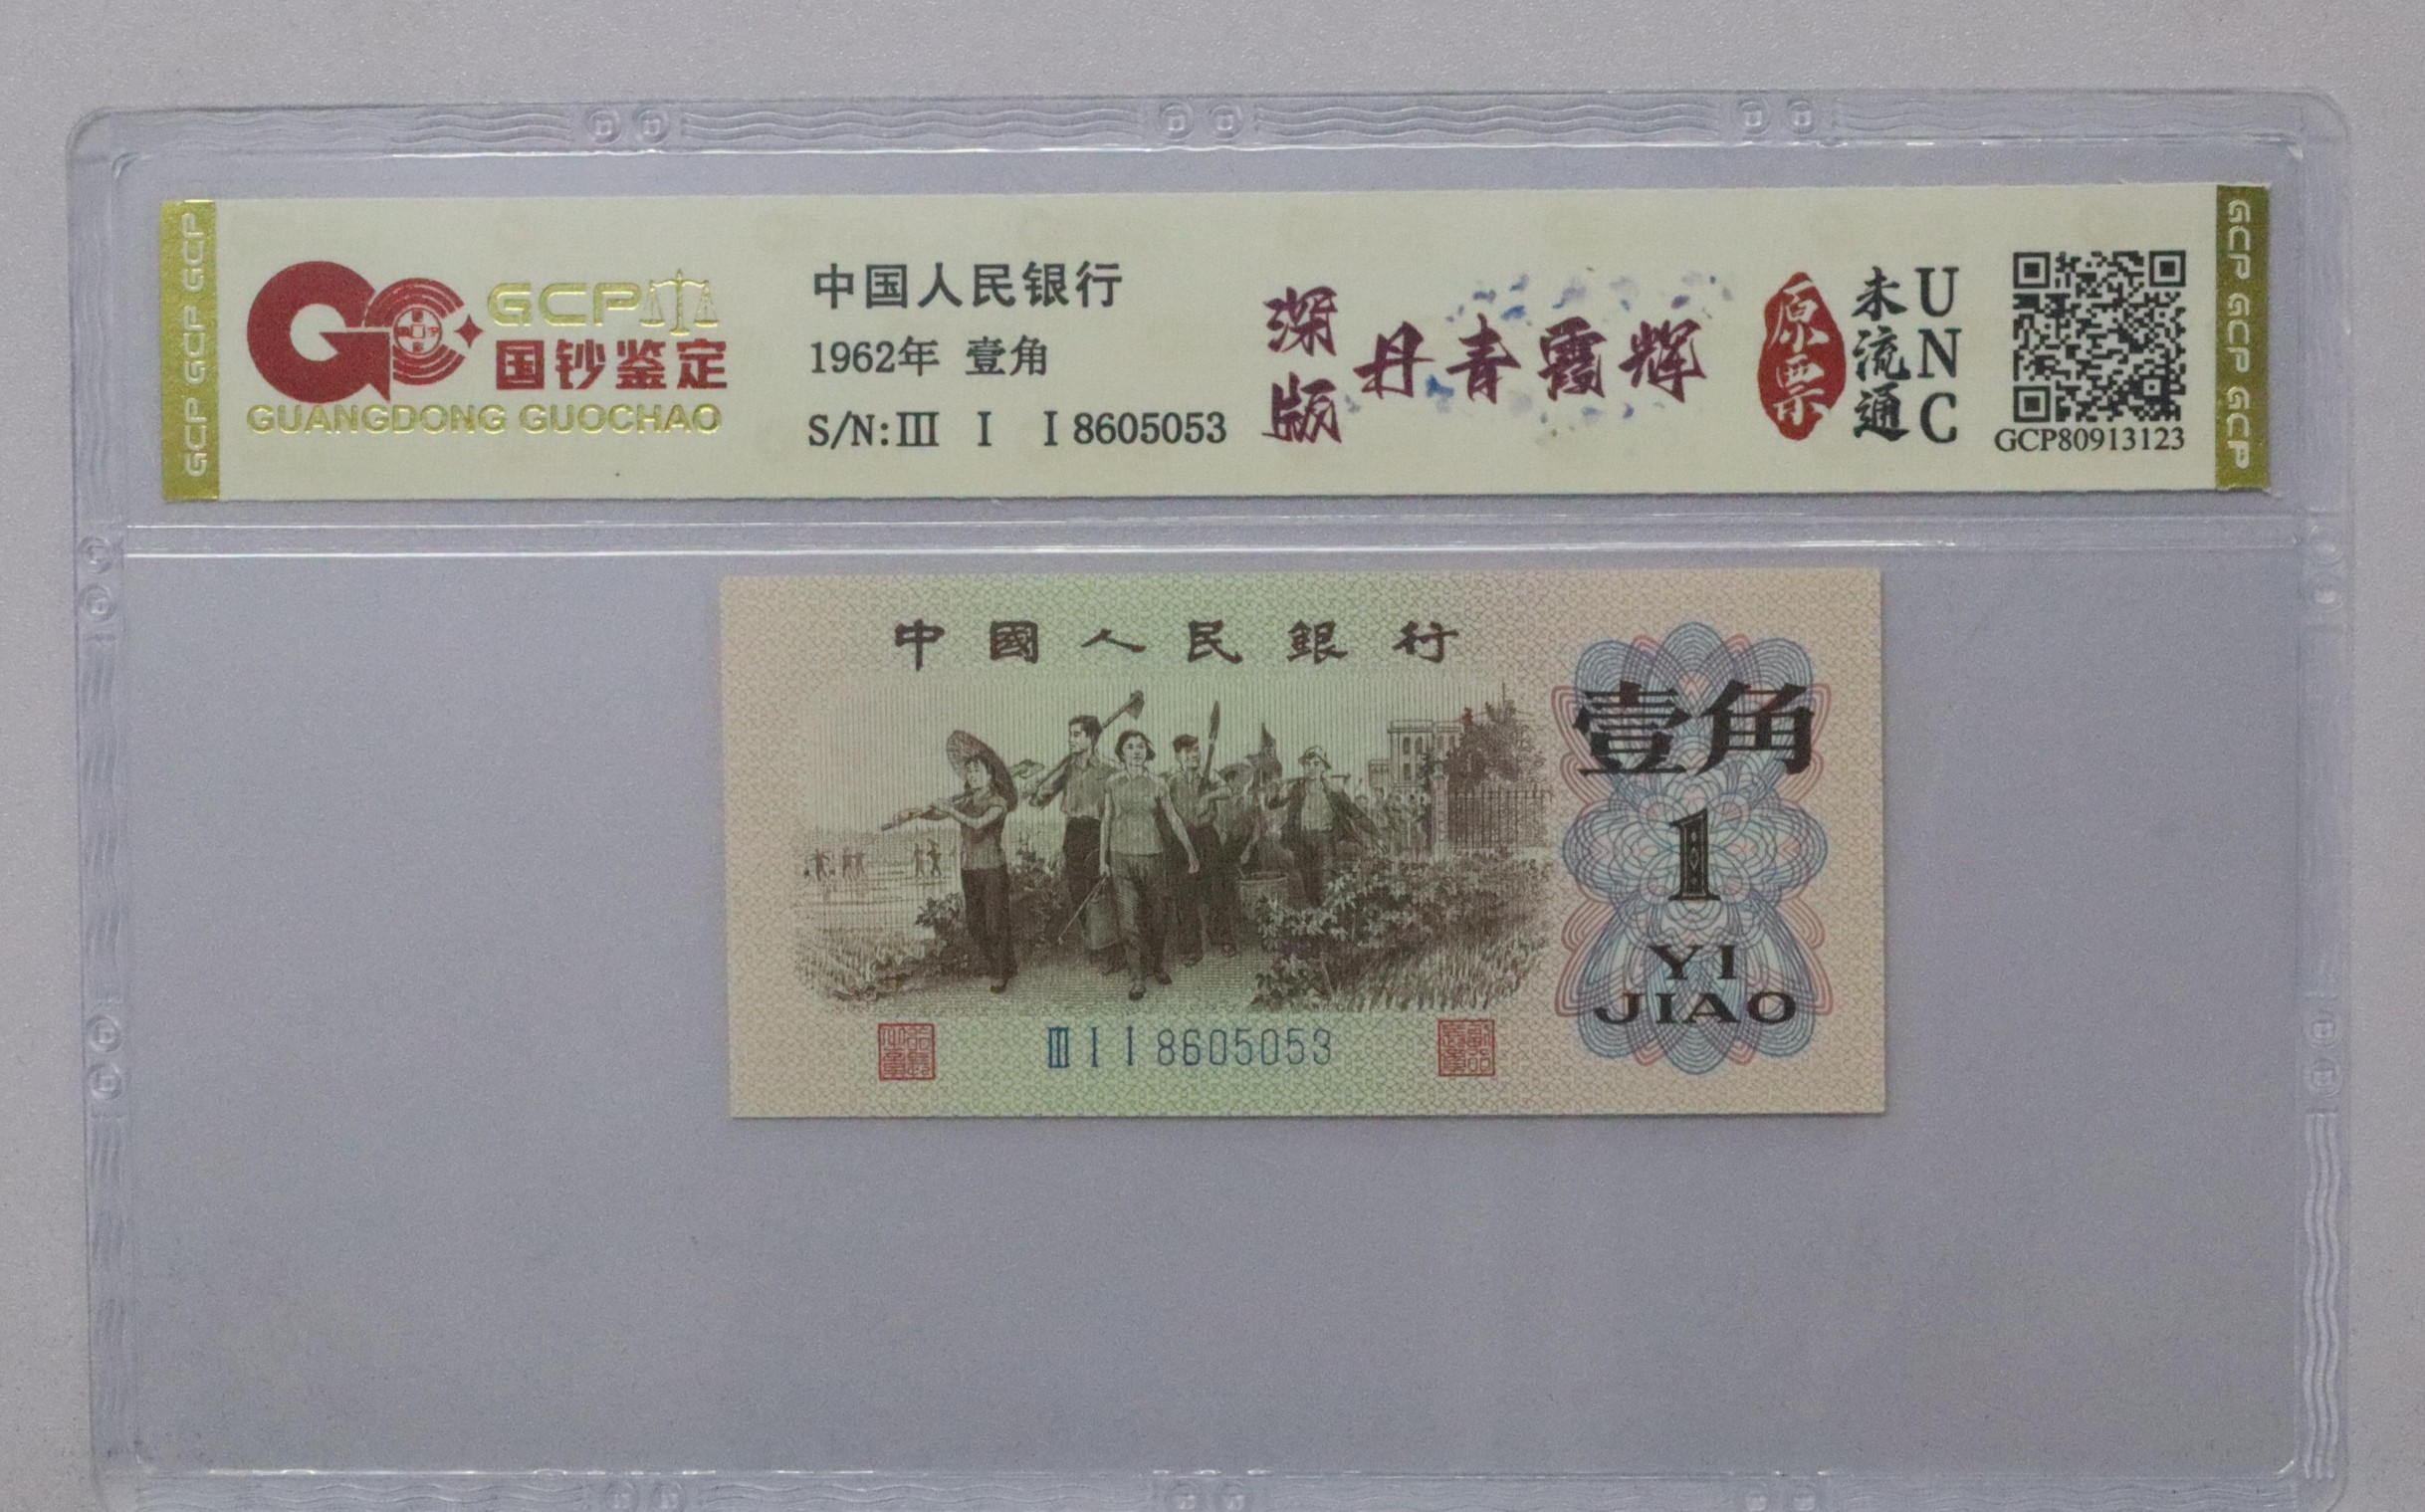 GCP GCP GCP
GCP
国钞鉴定
GUANGDONG GUOCHAO
中国人民银行
1962年 壹角
S/N:Ⅲ Ⅰ Ⅰ 8605053
深版
丹青霞辉
原票
未流通
UNC
GCP80913123
GCP GCP GCP
中國人民銀行
壹角
1
YI
JIAO
Ⅲ Ⅰ Ⅰ 8605053